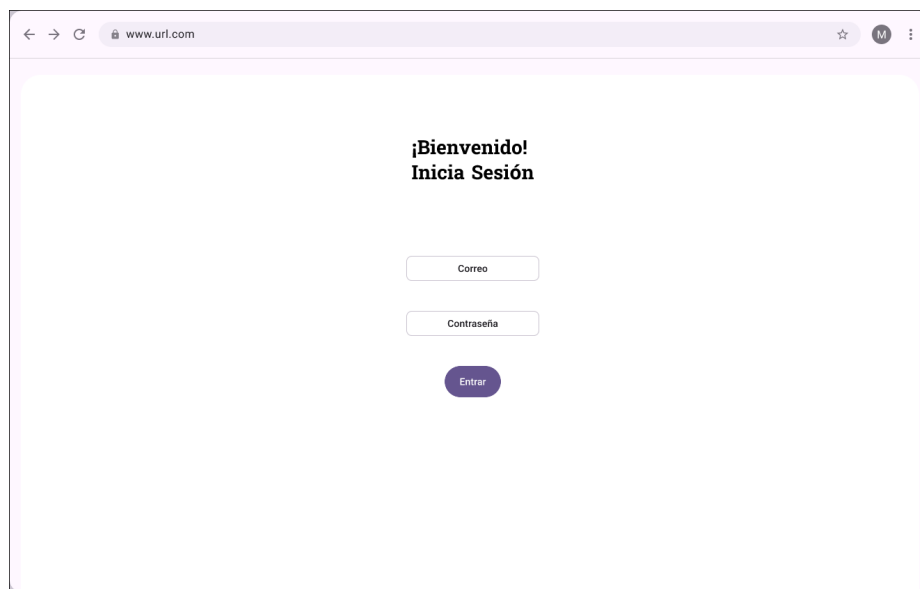 www.url.com
M
¡Bienvenido!
Inicia Sesión
Correo
Contraseña
Entrar